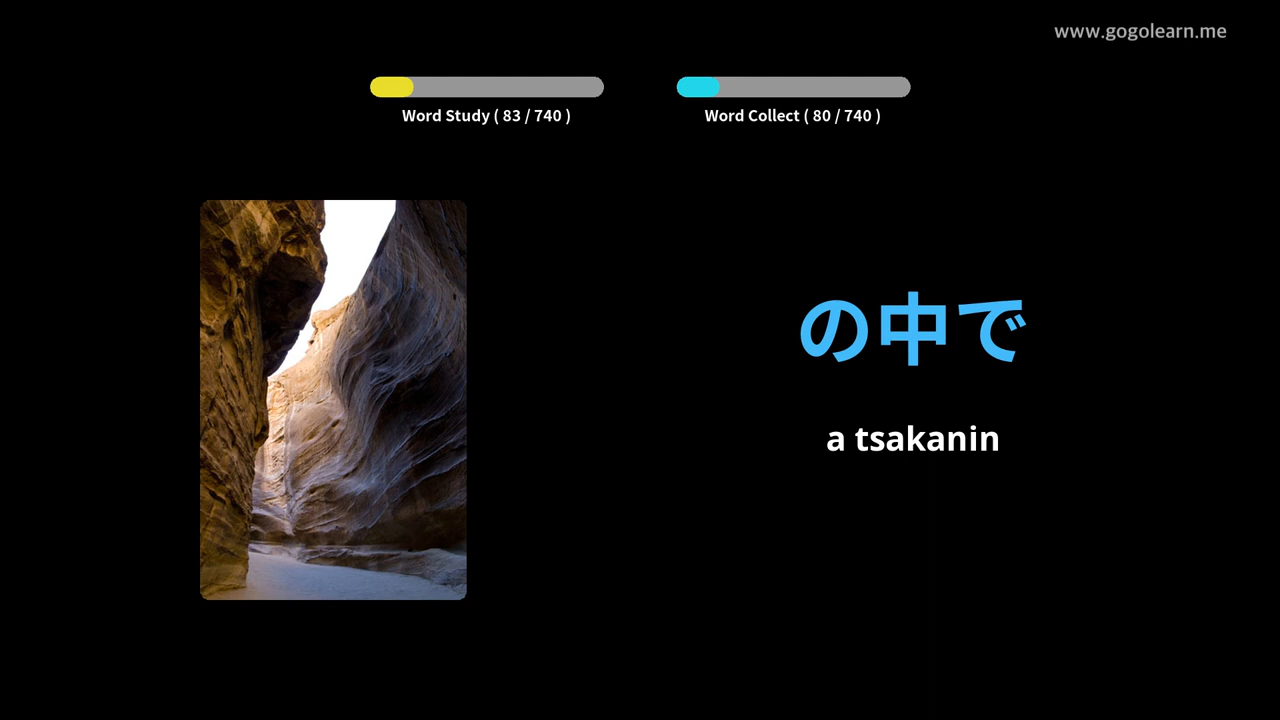 www.gogolearn.me
Word Study ( 83 / 740 )
Word Collect ( 80 / 740 )
の中で
a tsakanin